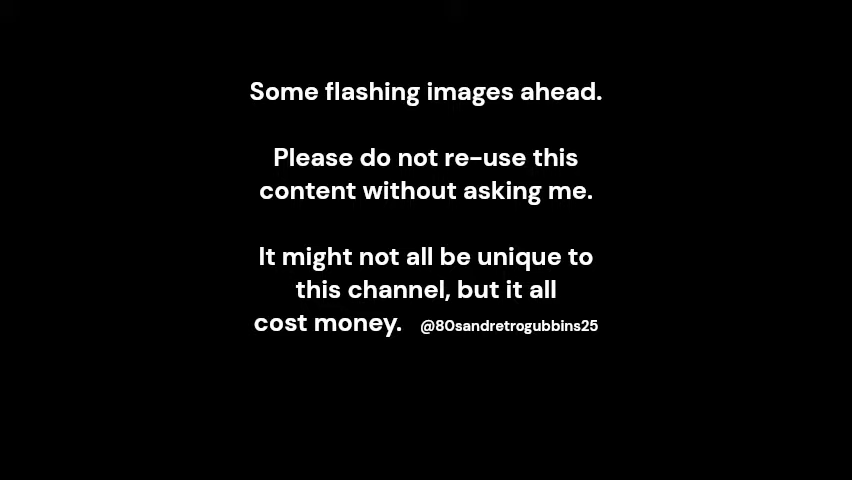 Some flashing images ahead.
Please do not re-use this
content without asking me.
It might not all be unique to
this channel, but it all
cost money. @80sandretrogubbins25